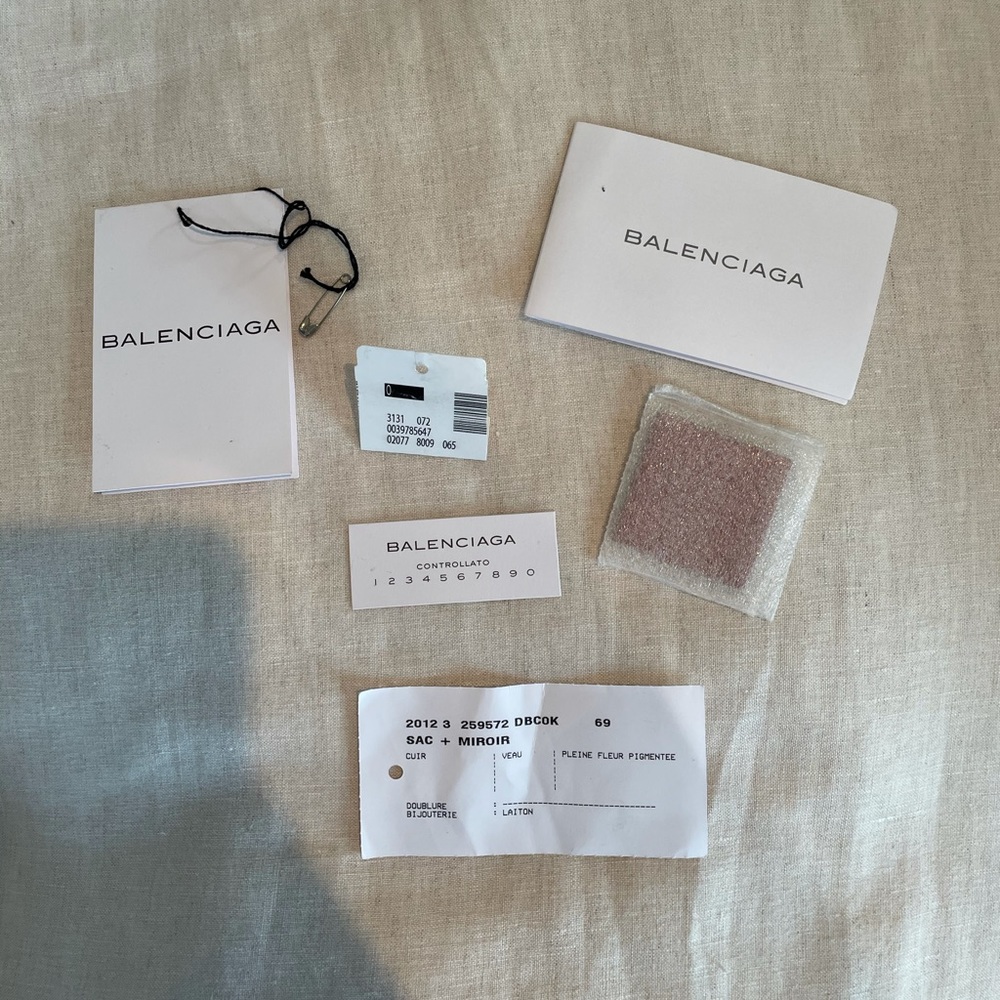 BALENCIAGA
BALENCIAGA
0
3131 072
0039785647
02077 8009 065
BALENCIAGA
CONTROLLATO
1 2 3 4 5 6 7 8 9 0
2012 3 259572 DBC0K 69
SAC + MIROIR
CUIR | VEAU | PLEINE FLEUR PIGMENTEE
DOUBLURE : ------------------------------
BIJOUTERIE : LAITON